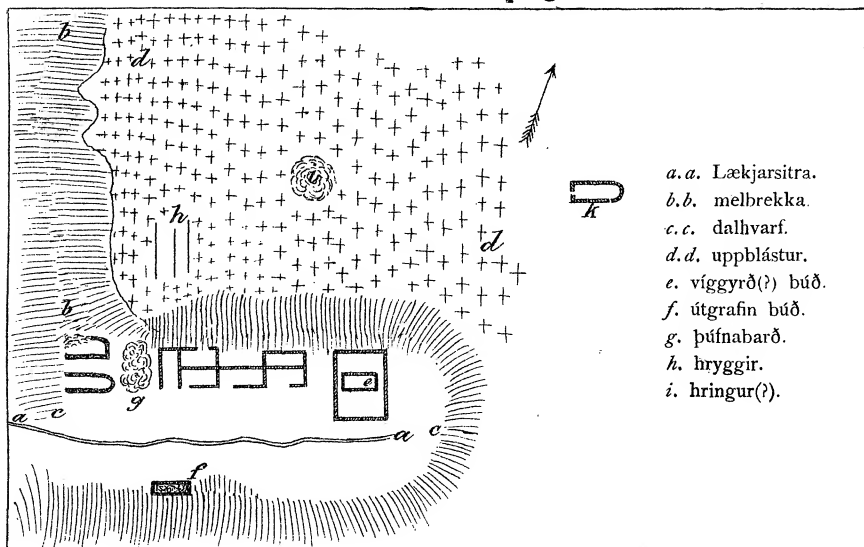 b
d
i
k
h
d
b
e
g
a c
a c
f
a.a. Lækjarsitra.
b.b. melbrekka.
c.c. dalhvarf.
d.d. uppblástur.
e. víggyrð(?) búð.
f. útgrafin búð.
g. þúfnabarð.
h. hryggir.
i. hringur(?).